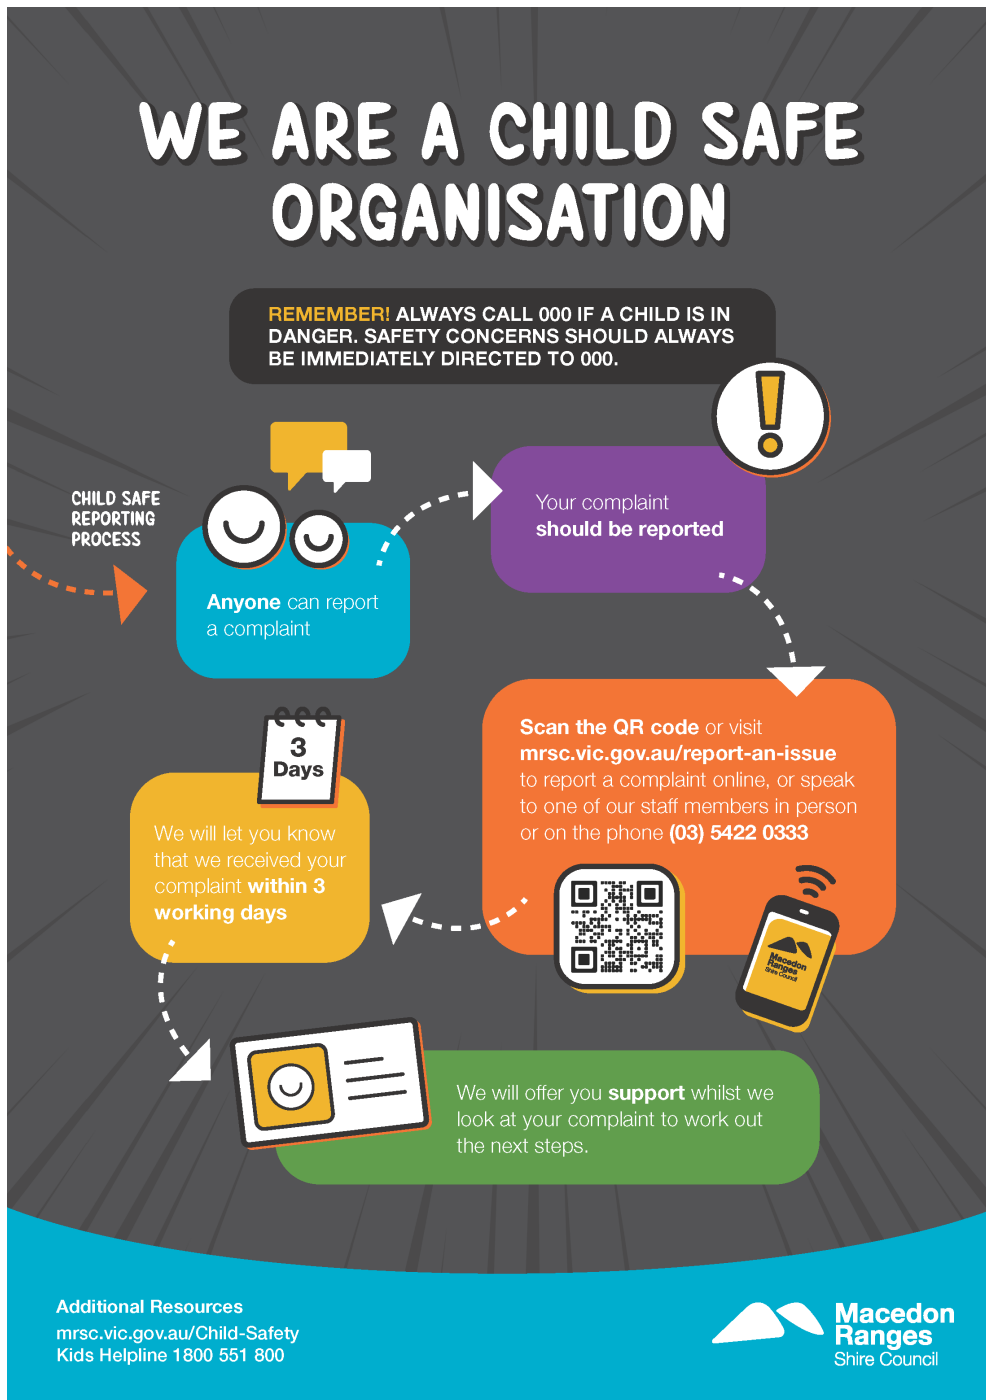 WE ARE A CHILD SAFE
ORGANISATION
REMEMBER! ALWAYS CALL 000 IF A CHILD IS IN
DANGER. SAFETY CONCERNS SHOULD ALWAYS
BE IMMEDIATELY DIRECTED TO 000.
CHILD SAFE
REPORTING
PROCESS
Anyone can report
a complaint
Your complaint
should be reported
Scan the QR code or visit
mrsc.vic.gov.au/report-an-issue
to report a complaint online, or speak
to one of our staff members in person
or on the phone (03) 5422 0333
Macedon
Ranges
Shire Council
3
Days
We will let you know
that we received your
complaint within 3
working days
We will offer you support whilst we
look at your complaint to work out
the next steps.
Additional Resources
mrsc.vic.gov.au/Child-Safety
Kids Helpline 1800 551 800
Macedon
Ranges
Shire Council